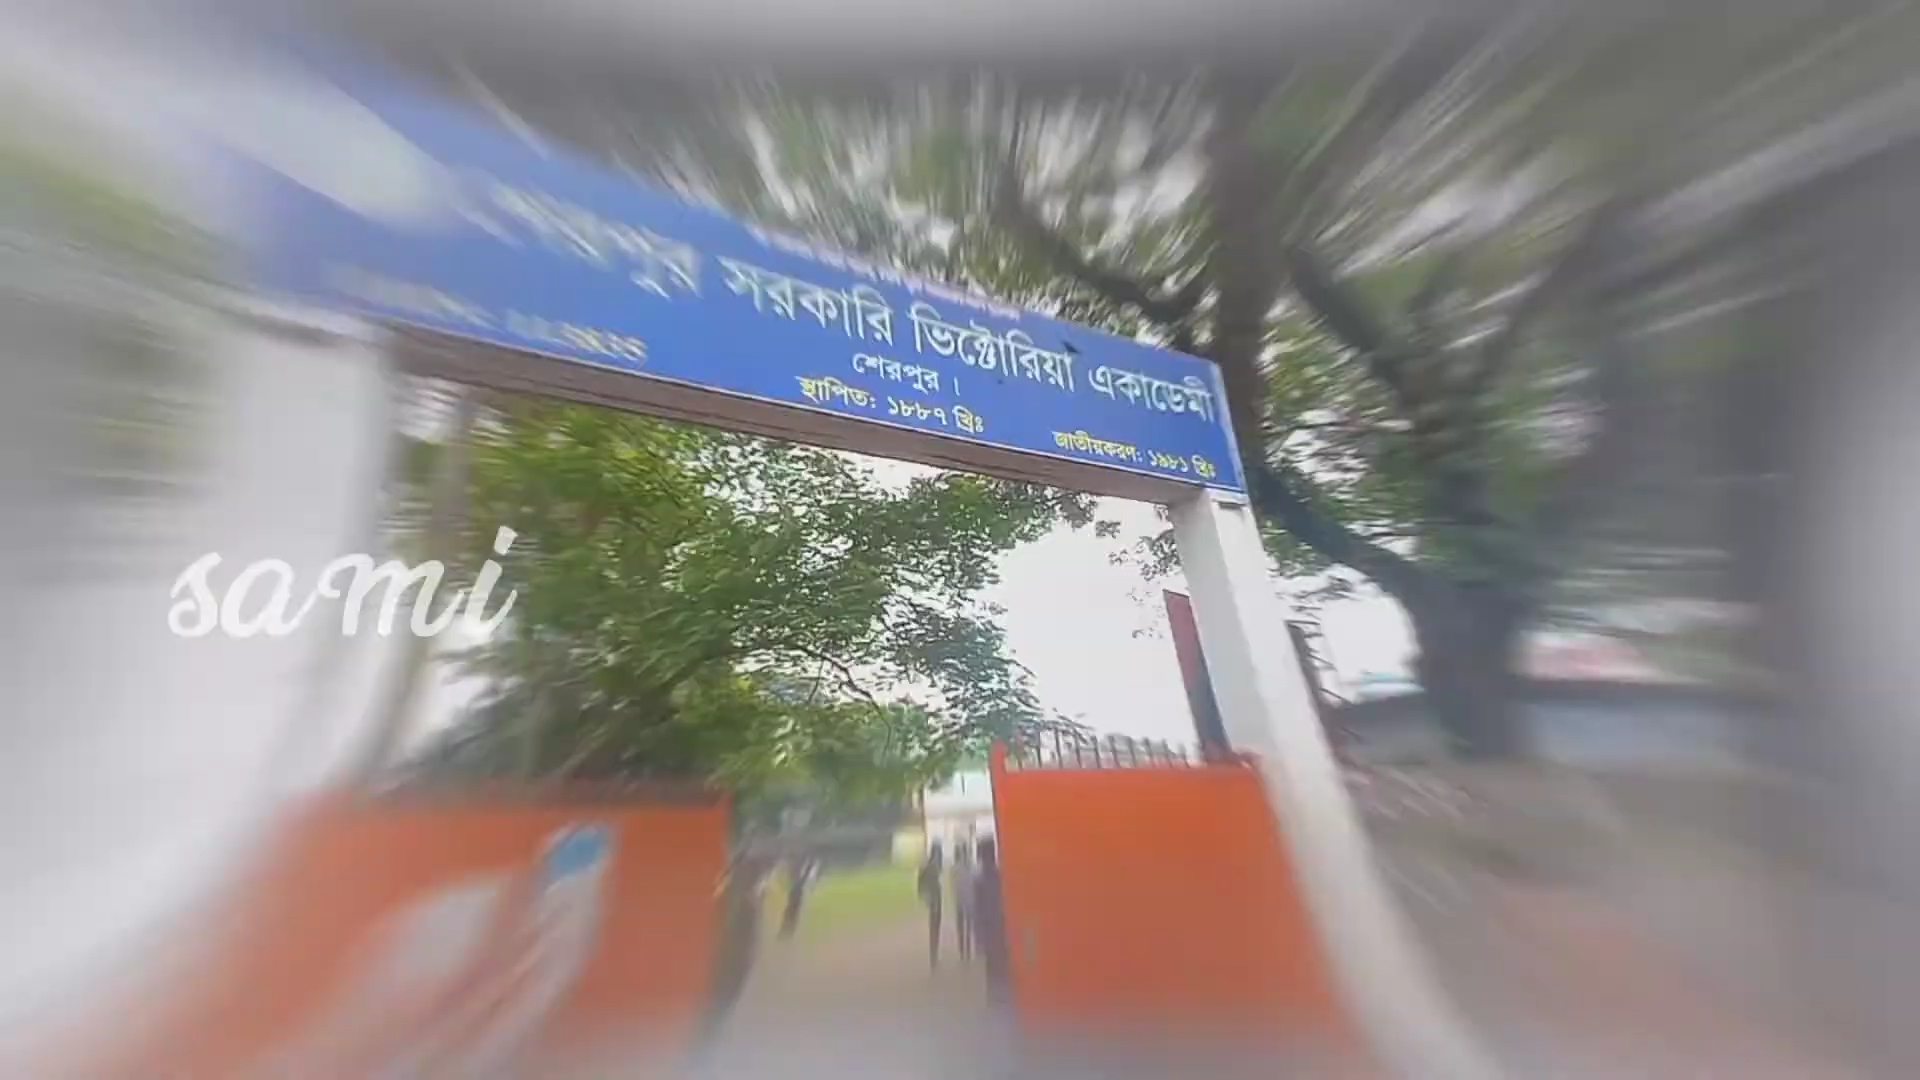 সরকারি ভিক্টোরিয়া একাডেমী
শেরপুর ।
স্থাপিত: ১৮৮৭ খ্রিঃ
জাতীয়করণ: ১৯৮১ খ্রিঃ
sami